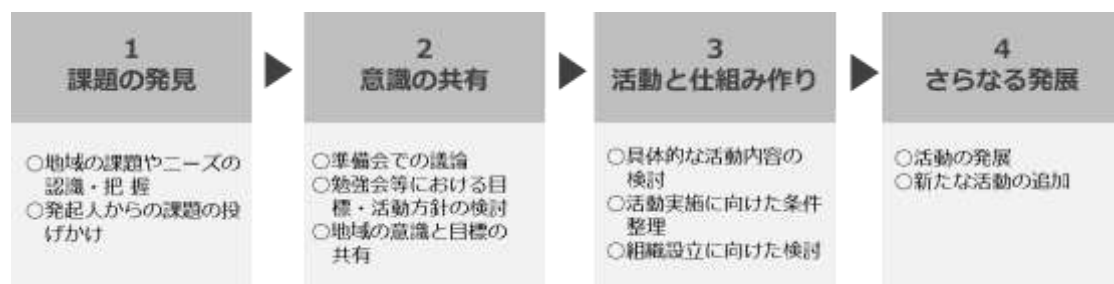 1
課題の発見
○地域の課題やニーズの
認識・把 握
○発起人からの課題の投
げかけ
2
意識の共有
○準備会での議論
○勉強会等における目
標・活動方針の検討
○地域の意識と目標の
共有
3
活動と仕組み作り
○具体的な活動内容の
検討
○活動実施に向けた条件
整理
○組織設立に向けた検討
4
さらなる発展
○活動の発展
○新たな活動の追加